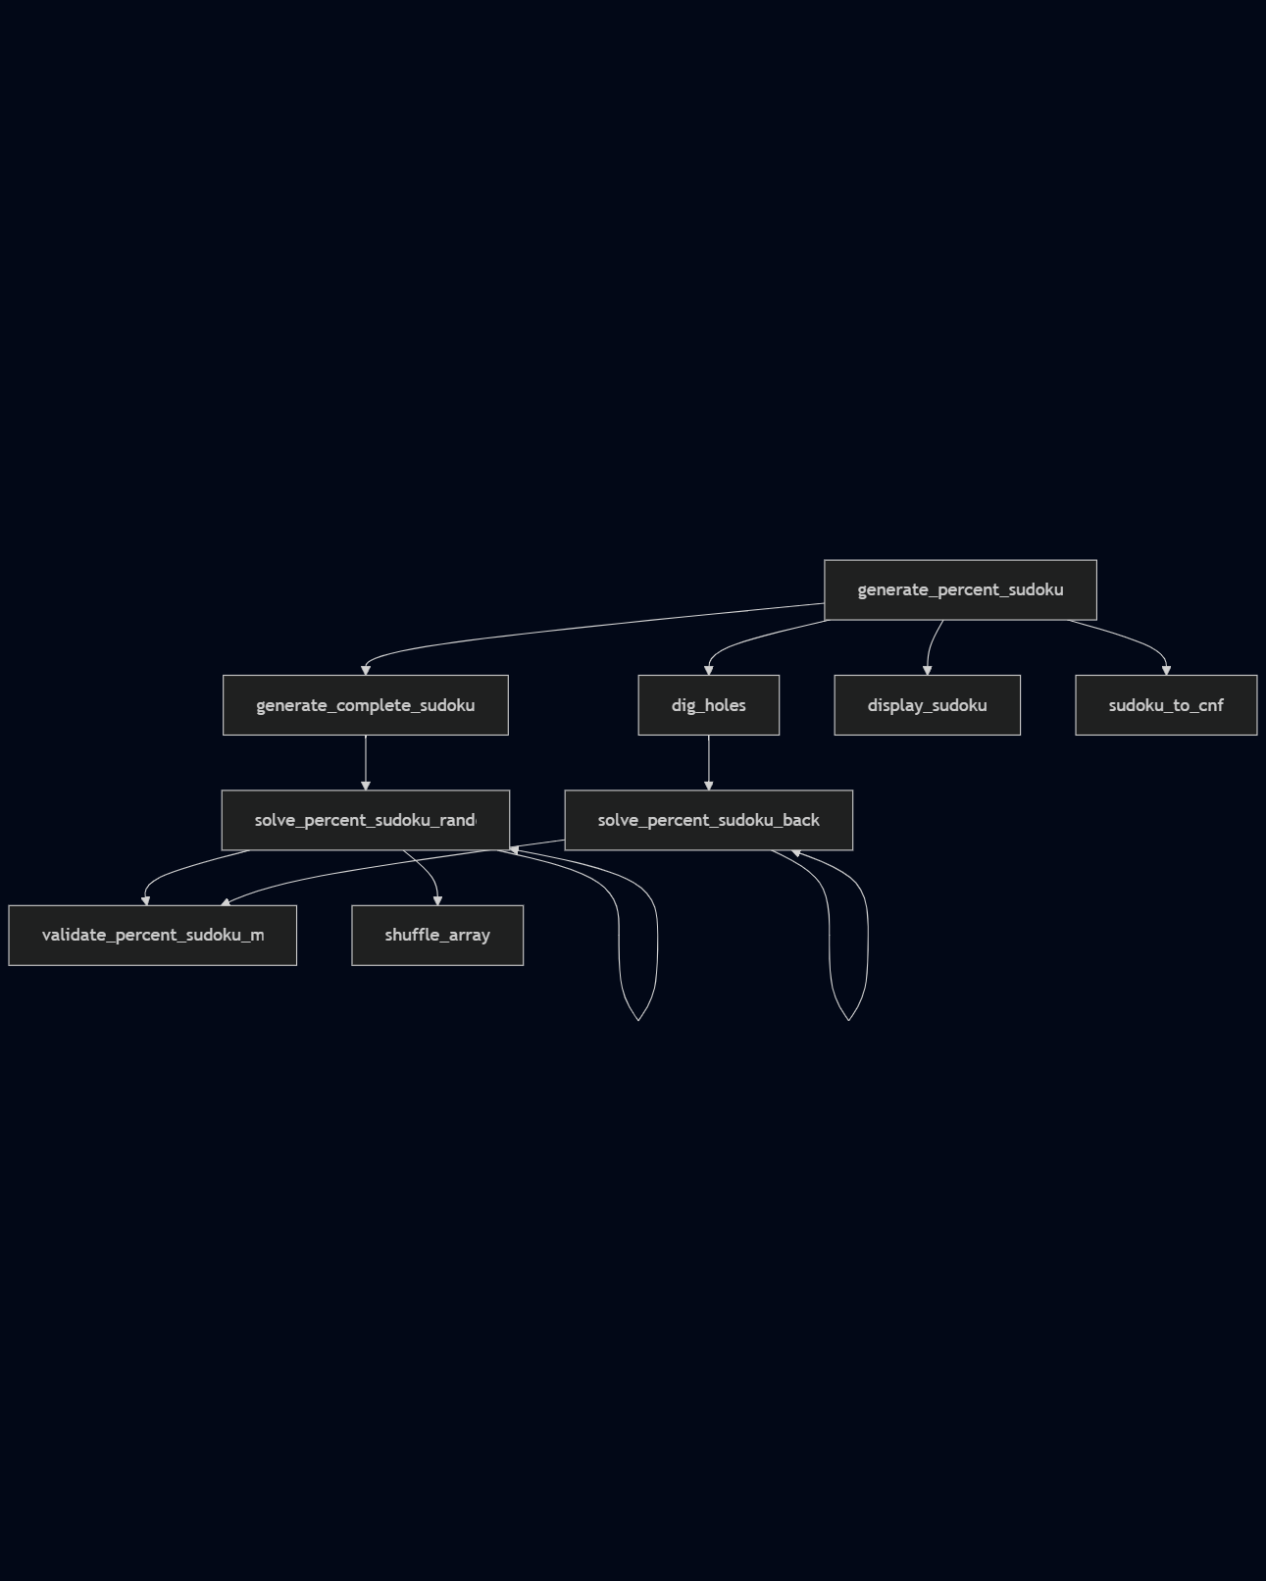 generate_percent_sudoku
generate_complete_sudoku
dig_holes
display_sudoku
sudoku_to_cnf
solve_percent_sudoku_rand
solve_percent_sudoku_back
validate_percent_sudoku_m
shuffle_array